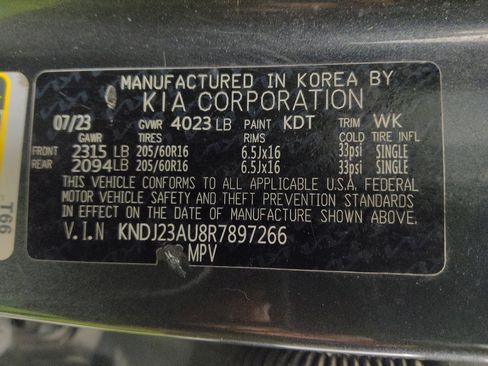 MANUFACTURED IN KOREA BY
KIA CORPORATION
07/23 GVWR 4023 LB PAINT KDT TRIM WK
GAWR TIRES RIMS COLD TIRE INFL
FRONT 2315 LB 205/60R16 6.5Jx16 33psi SINGLE
REAR 2094 LB 205/60R16 6.5Jx16 33psi SINGLE
THIS VEHICLE CONFORMS TO ALL APPLICABLE U.S.A. FEDERAL
MOTOR VEHICLE SAFETY AND THEFT PREVENTION STANDARDS
IN EFFECT ON THE DATE OF MANUFACTURE SHOWN ABOVE.
V.I.N KNDJ23AU8R7897266
MPV
T66